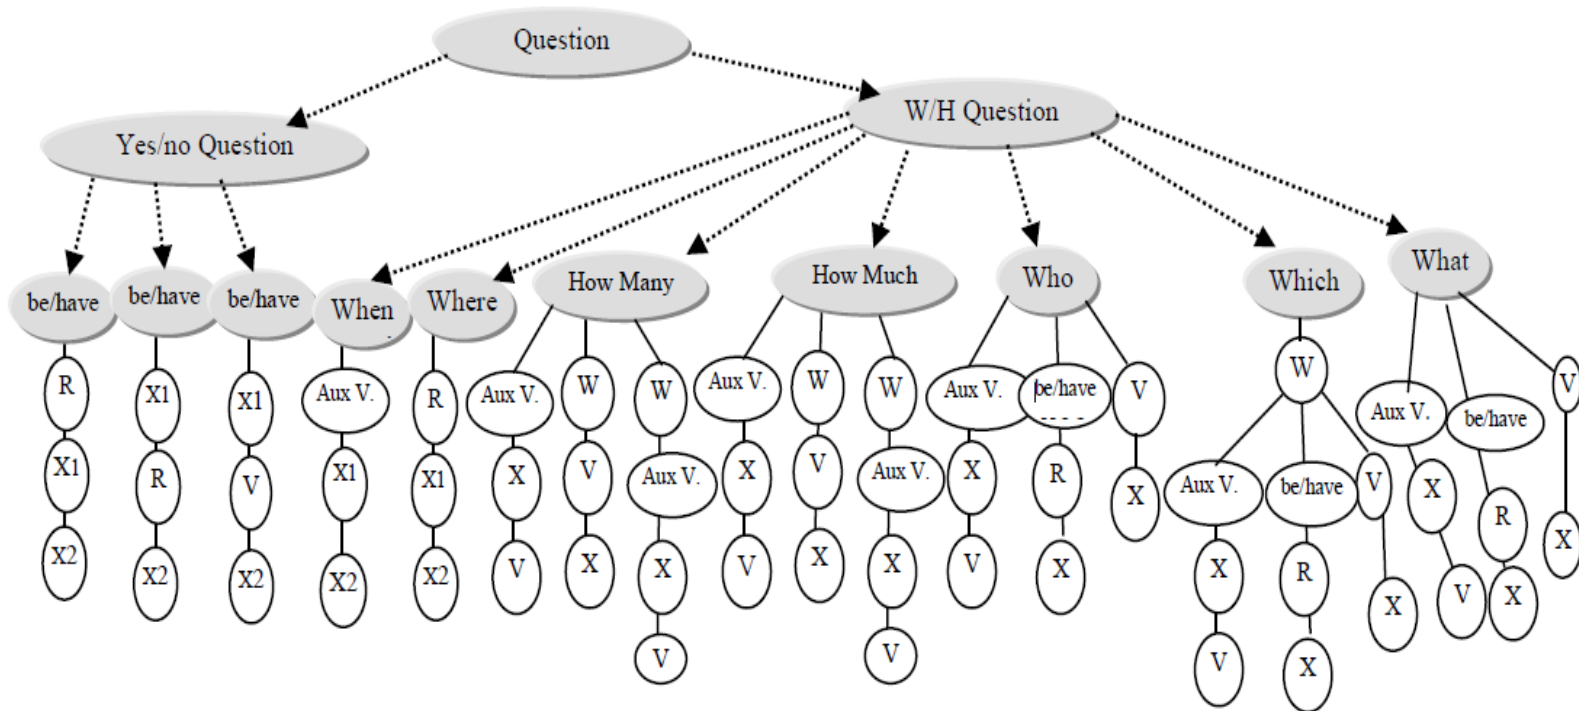 Question
W/H Question
Yes/no Question
be/have
be/have
be/have
When
Where
How Many
How Much
Who
Which
What
R
X1
X2
X1
R
X2
X1
V
X2
Aux V.
X1
X2
R
X1
X2
Aux V.
X
V
W
V
X
W
Aux V.
X
V
Aux V.
X
V
W
V
X
W
Aux V.
X
V
Aux V.
X
V
be/have
R
X
V
X
W
Aux V.
X
V
be/have
R
X
V
X
Aux V.
X
V
be/have
R
X
V
X